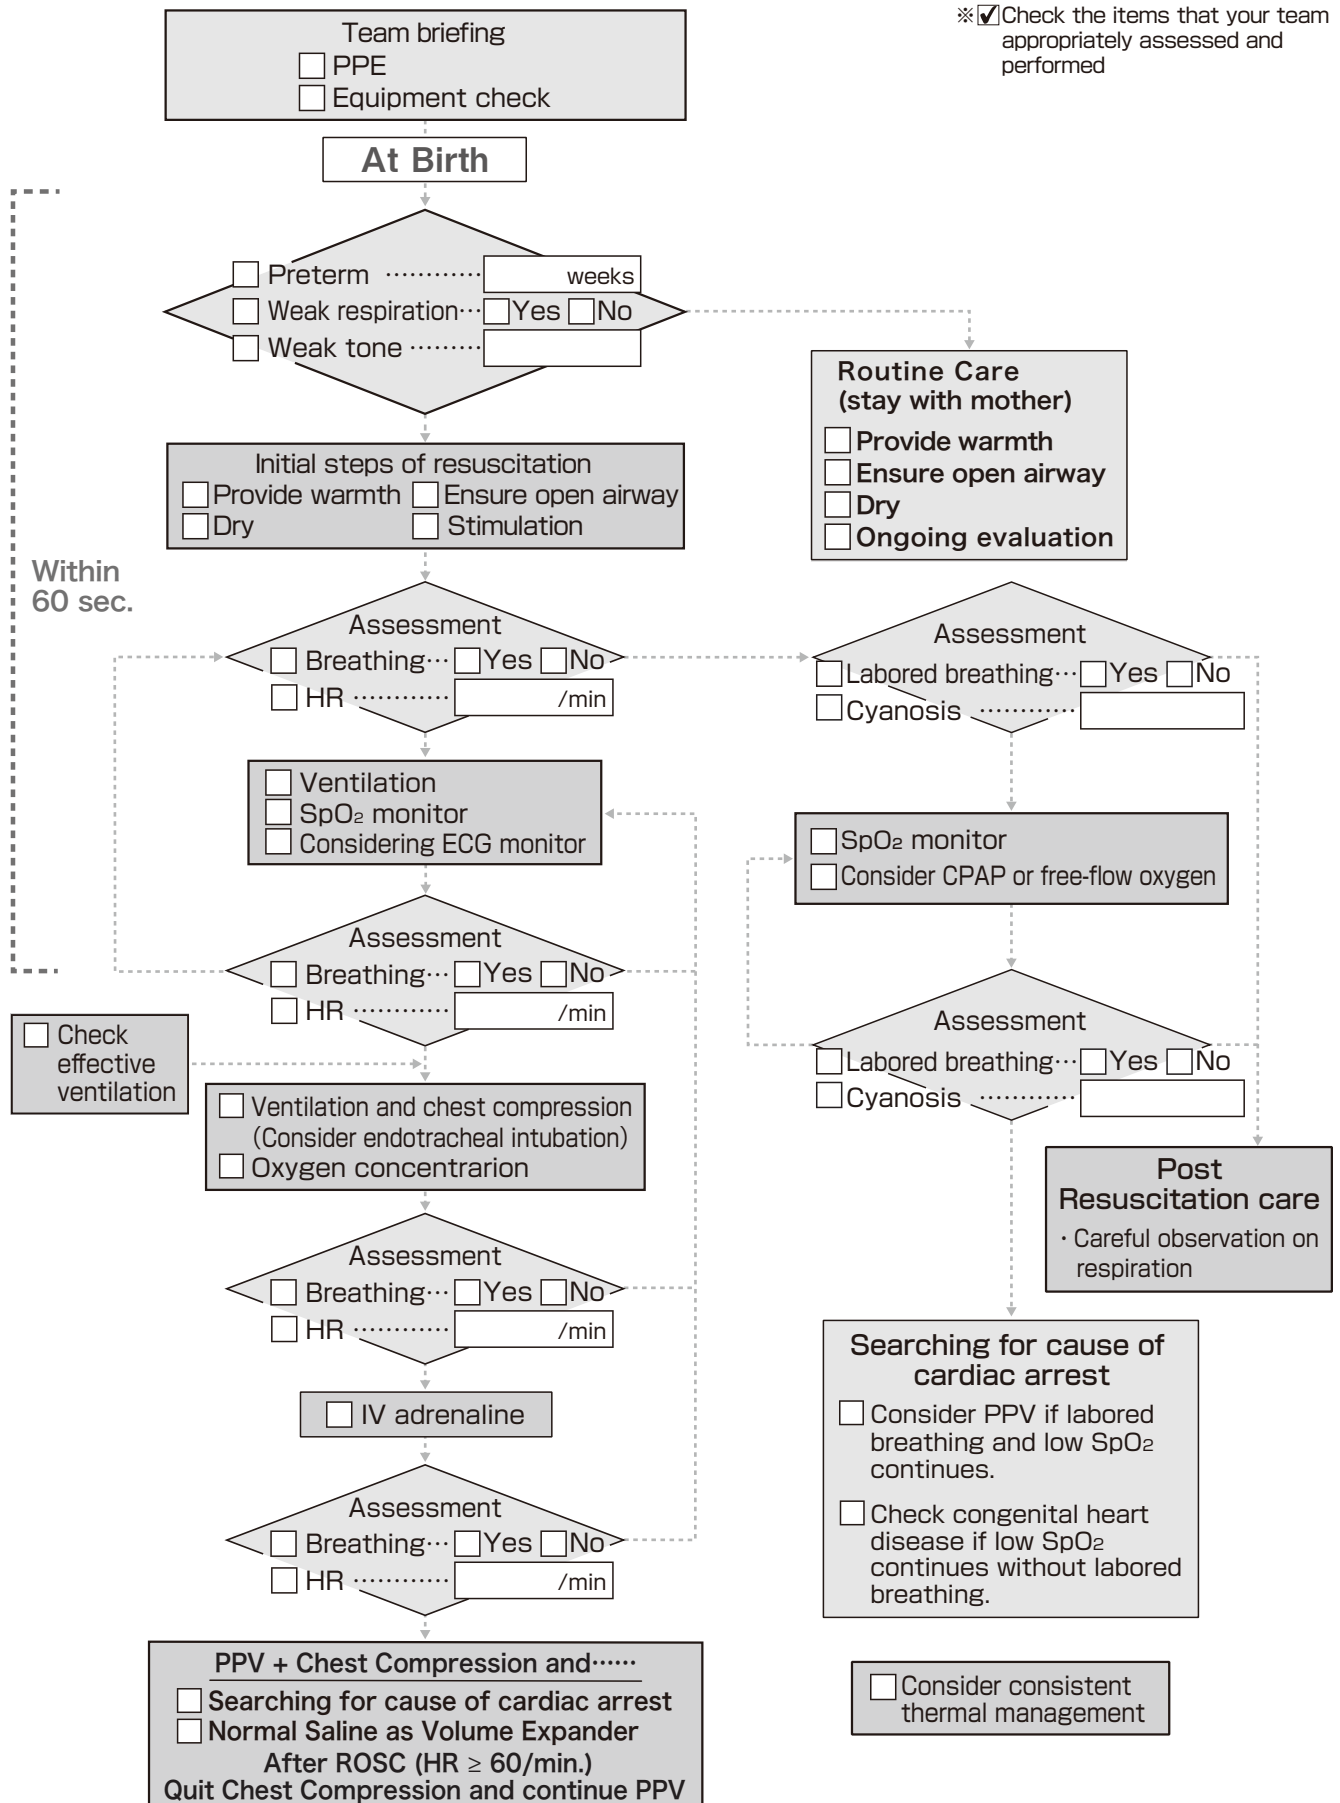 ※☑Check the items that your team
appropriately assessed and
performed
Team briefing
□ PPE
□ Equipment check
At Birth
□ Preterm ………… weeks
□ Weak respiration… □Yes □No
□ Weak tone ………
Routine Care
(stay with mother)
□ Provide warmth
□ Ensure open airway
□ Dry
□ Ongoing evaluation
Initial steps of resuscitation
□ Provide warmth □ Ensure open airway
□ Dry □ Stimulation
Within
60 sec.
Assessment
□ Breathing… □Yes □No
□ HR ………… /min
Assessment
□ Labored breathing… □Yes □No
□ Cyanosis …………
□ Ventilation
□ SpO₂ monitor
□ Considering ECG monitor
□ SpO₂ monitor
□ Consider CPAP or free-flow oxygen
Assessment
□ Breathing… □Yes □No
□ HR ………… /min
Assessment
□ Labored breathing… □Yes □No
□ Cyanosis …………
□ Check
effective
ventilation
□ Ventilation and chest compression
(Consider endotracheal intubation)
□ Oxygen concentrarion
Post
Resuscitation care
・Careful observation on
respiration
Assessment
□ Breathing… □Yes □No
□ HR ………… /min
□ IV adrenaline
Searching for cause of
cardiac arrest
□ Consider PPV if labored
breathing and low SpO₂
continues.
□ Check congenital heart
disease if low SpO₂
continues without labored
breathing.
Assessment
□ Breathing… □Yes □No
□ HR ………… /min
PPV + Chest Compression and……
□ Searching for cause of cardiac arrest
□ Normal Saline as Volume Expander
After ROSC (HR ≥ 60/min.)
Quit Chest Compression and continue PPV
□ Consider consistent
thermal management